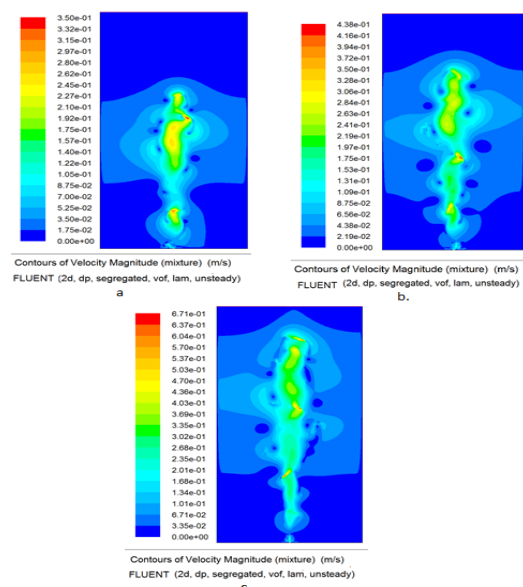 3.50e-01
3.32e-01
3.15e-01
2.97e-01
2.80e-01
2.62e-01
2.45e-01
2.27e-01
2.10e-01
1.92e-01
1.75e-01
1.57e-01
1.40e-01
1.22e-01
1.05e-01
8.75e-02
7.00e-02
5.25e-02
3.50e-02
1.75e-02
0.00e+00
Contours of Velocity Magnitude (mixture) (m/s)
FLUENT (2d, dp, segregated, vof, lam, unsteady)
a
4.38e-01
4.16e-01
3.94e-01
3.72e-01
3.50e-01
3.28e-01
3.06e-01
2.84e-01
2.63e-01
2.41e-01
2.19e-01
1.97e-01
1.75e-01
1.53e-01
1.31e-01
1.09e-01
8.75e-02
6.56e-02
4.38e-02
2.19e-02
0.00e+00
Contours of Velocity Magnitude (mixture) (m/s)
FLUENT (2d, dp, segregated, vof, lam, unsteady)
b.
6.71e-01
6.37e-01
6.04e-01
5.70e-01
5.37e-01
5.03e-01
4.70e-01
4.36e-01
4.03e-01
3.69e-01
3.35e-01
3.02e-01
2.68e-01
2.35e-01
2.01e-01
1.68e-01
1.34e-01
1.01e-01
6.71e-02
3.35e-02
0.00e+00
Contours of Velocity Magnitude (mixture) (m/s)
FLUENT (2d, dp, segregated, vof, lam, unsteady)